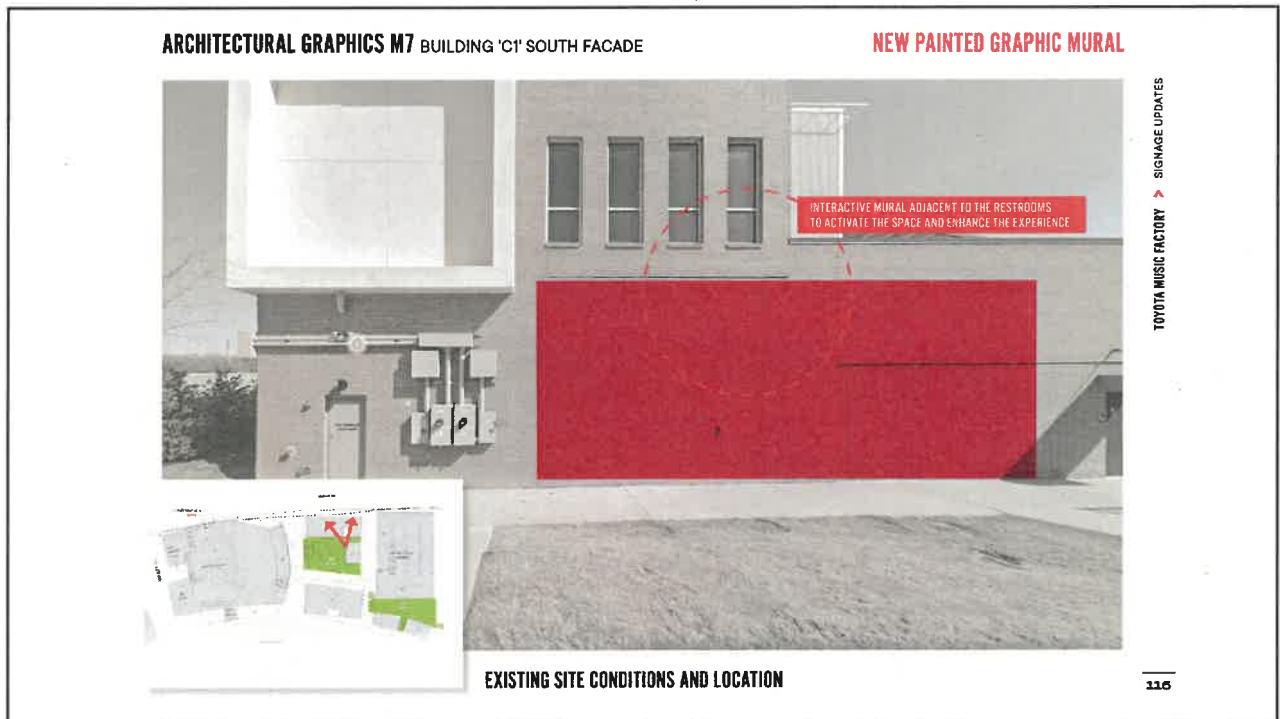 ARCHITECTURAL GRAPHICS M7 BUILDING 'C1' SOUTH FACADE
NEW PAINTED GRAPHIC MURAL
INTERACTIVE MURAL ADJACENT TO THE RESTROOMS
TO ACTIVATE THE SPACE AND ENHANCE THE EXPERIENCE
TOYOTA MUSIC FACTORY > SIGNAGE UPDATES
EXISTING SITE CONDITIONS AND LOCATION
116